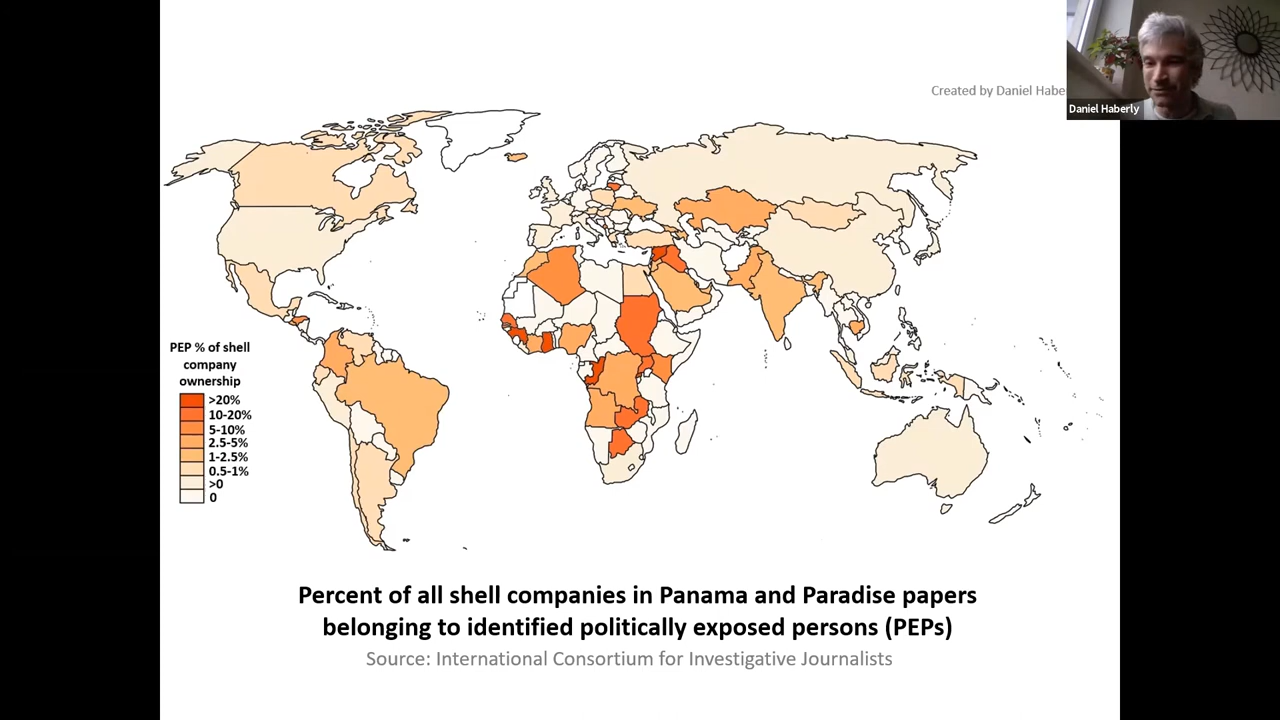 Created by Daniel
Daniel Haberly
PEP % of shell
company
ownership
>20%
10-20%
5-10%
2.5-5%
1-2.5%
0.5-1%
>0
0
Percent of all shell companies in Panama and Paradise papers
belonging to identified politically exposed persons (PEPs)
Source: International Consortium for Investigative Journalists